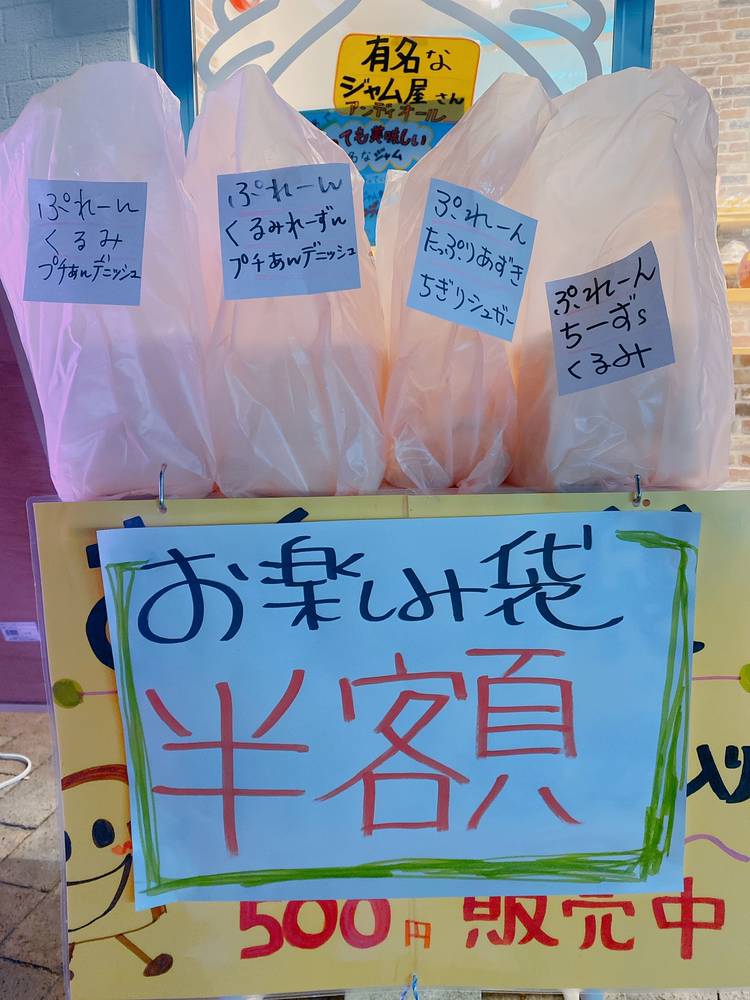 有名な
ジャム屋さん
アンディオール
ても美味しい
なジャム
ぷれーん
くるみ
プチあんデニッシュ
ぷれーん
くるみれーずん
プチあんデニッシュ
ぷれーん
たっぷりあずき
ちぎりシュガー
ぷれーん
ちーずs
くるみ
お楽しみ袋
半額
500円 販売中